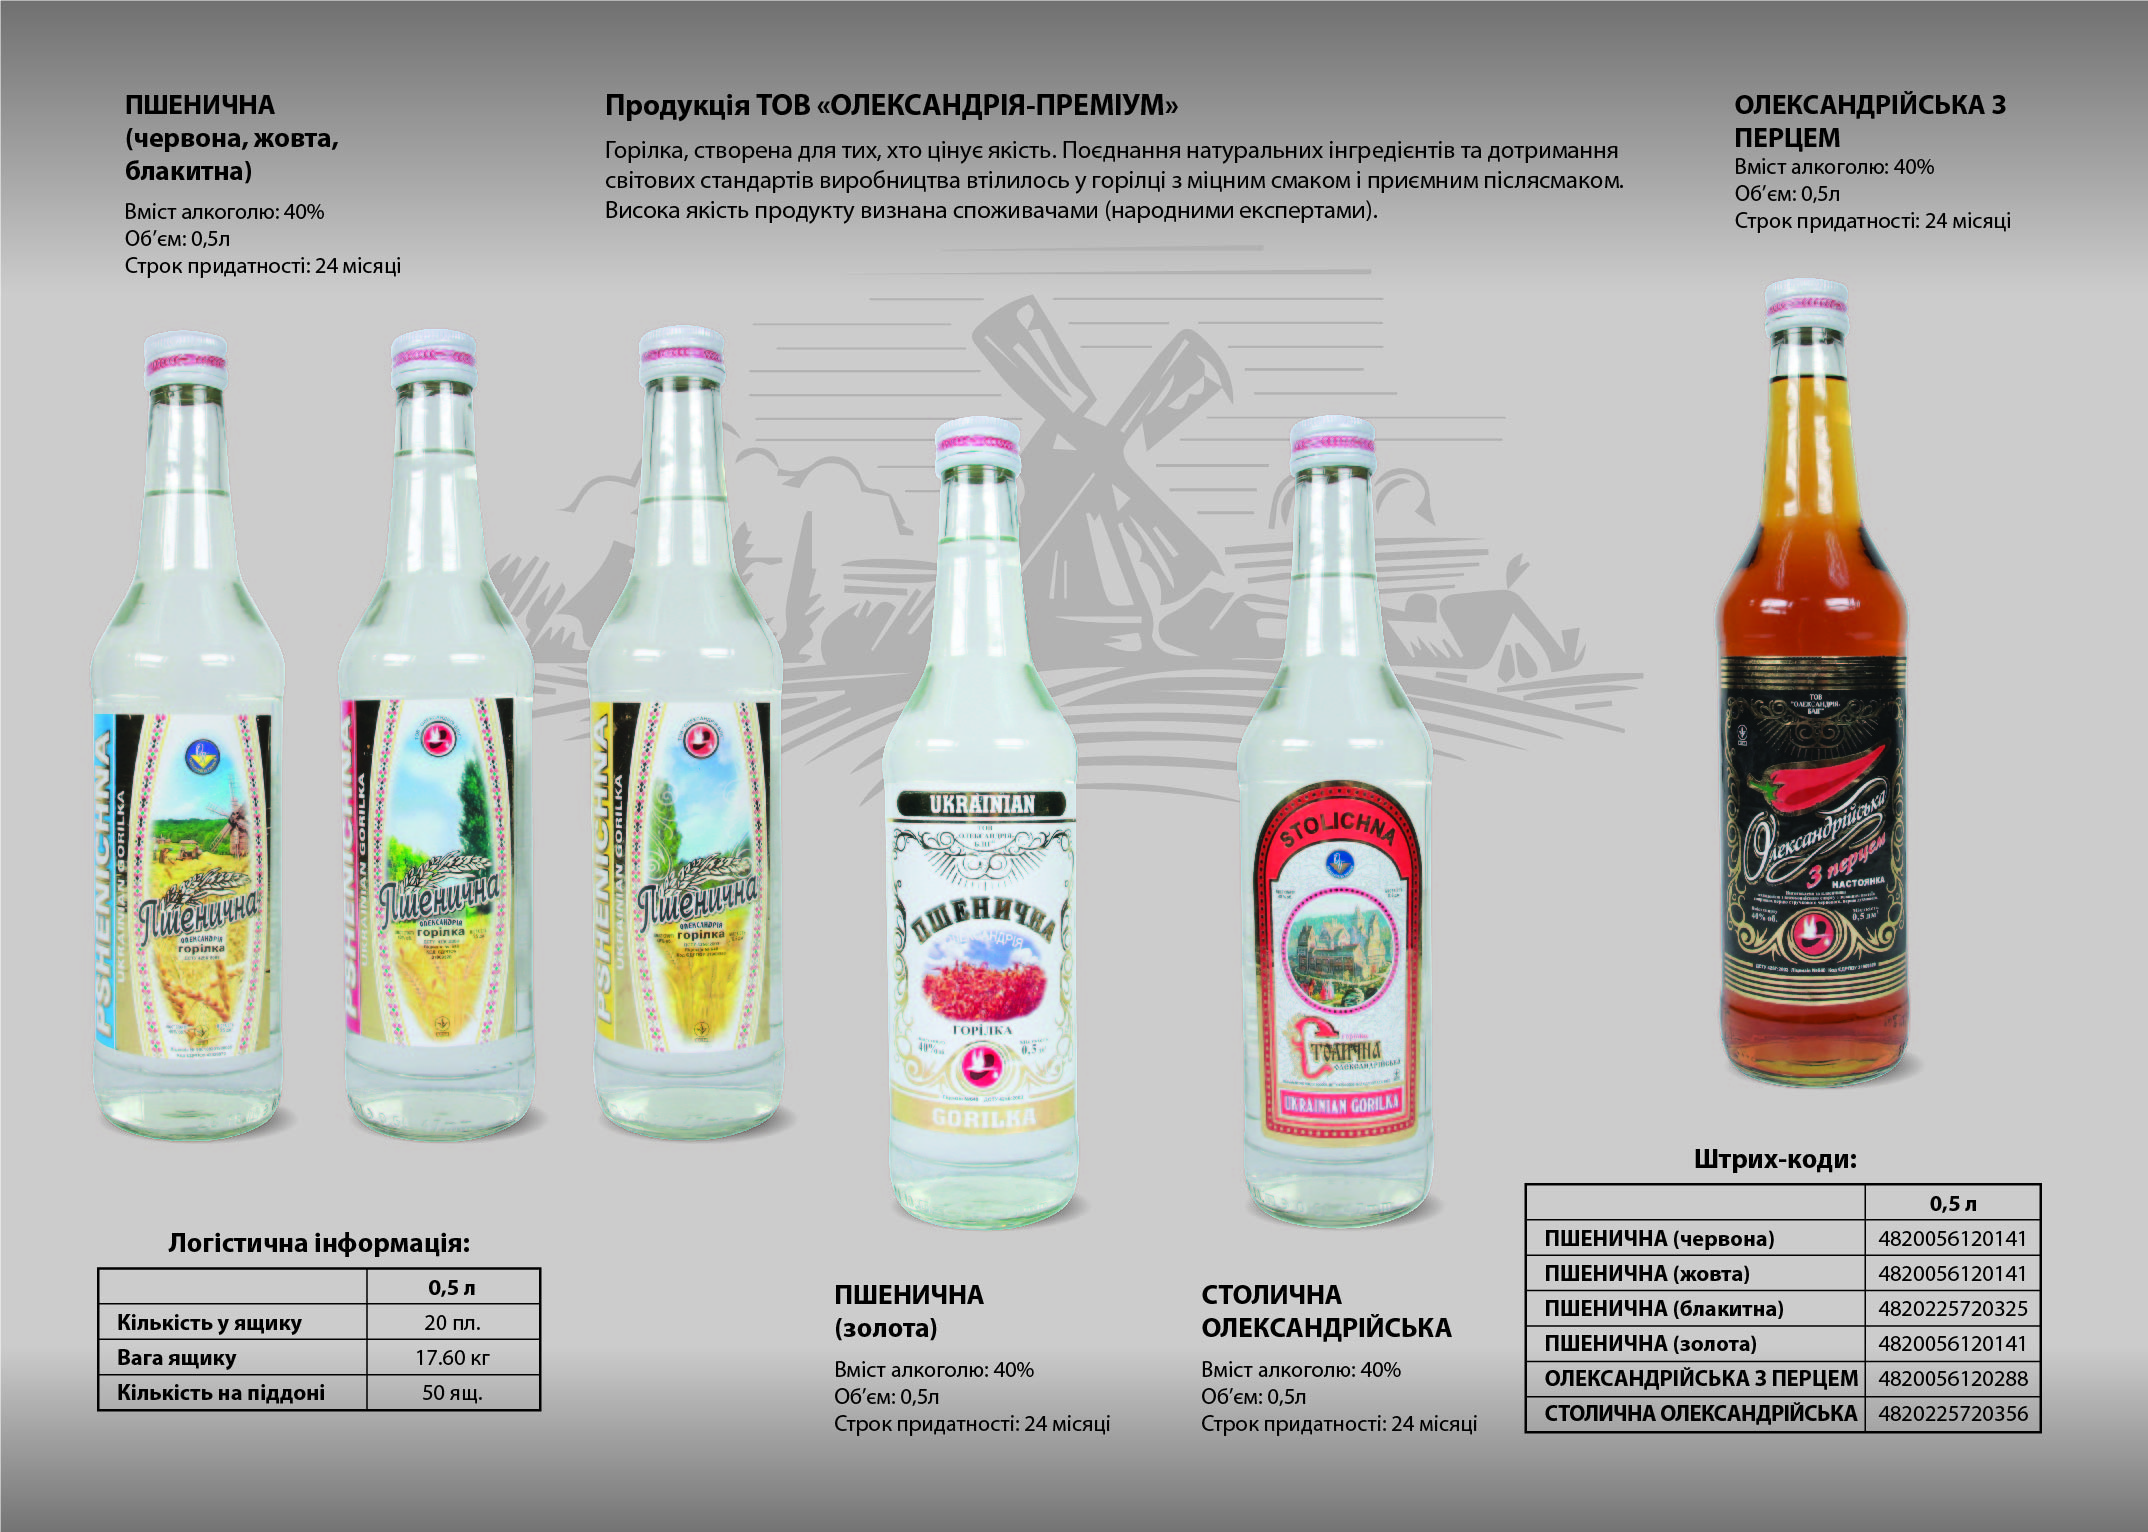 ПШЕНИЧНА
(червона, жовта,
блакитна)
Вміст алкоголю: 40%
Об’єм: 0,5л
Строк придатності: 24 місяці
Продукція ТОВ «ОЛЕКСАНДРІЯ-ПРЕМІУМ»
Горілка, створена для тих, хто цінує якість. Поєднання натуральних інгредієнтів та дотримання
світових стандартів виробництва втілилось у горілці з міцним смаком і приємним післясмаком.
Висока якість продукту визнана споживачами (народними експертами).
ОЛЕКСАНДРІЙСЬКА З
ПЕРЦЕМ
Вміст алкоголю: 40%
Об’єм: 0,5л
Строк придатності: 24 місяці
PSHENICHNA
UKRAINIAN GORILKA
Пшенична
ОЛЕКСАНДРІЯ
горілка
PSHENICHNA
UKRAINIAN GORILKA
Пшенична
ОЛЕКСАНДРІЯ
горілка
PSHENICHNA
UKRAINIAN GORILKA
Пшенична
ОЛЕКСАНДРІЯ
горілка
UKRAINIAN
ТОВ
ПШЕНИЧНА
ОЛЕКСАНДРІЯ
ГОРІЛКА
40%
0,5
GORILKA
STOLICHNA
Столична
ОЛЕКСАНДРІЙСЬКА
UKRAINIAN GORILKA
ТОВ
"ОЛЕКСАНДРІЯ-
Олександрійська
З перцем
НАСТОЯНКА
40% об.
0,5
Логістична інформація:
0,5 л
Кількість у ящику 20 пл.
Вага ящику 17.60 кг
Кількість на піддоні 50 ящ.
ПШЕНИЧНА
(золота)
Вміст алкоголю: 40%
Об’єм: 0,5л
Строк придатності: 24 місяці
СТОЛИЧНА
ОЛЕКСАНДРІЙСЬКА
Вміст алкоголю: 40%
Об’єм: 0,5л
Строк придатності: 24 місяці
Штрих-коди:
0,5 л
ПШЕНИЧНА (червона) 4820056120141
ПШЕНИЧНА (жовта) 4820056120141
ПШЕНИЧНА (блакитна) 4820225720325
ПШЕНИЧНА (золота) 4820056120141
ОЛЕКСАНДРІЙСЬКА З ПЕРЦЕМ 4820056120288
СТОЛИЧНА ОЛЕКСАНДРІЙСЬКА 4820225720356